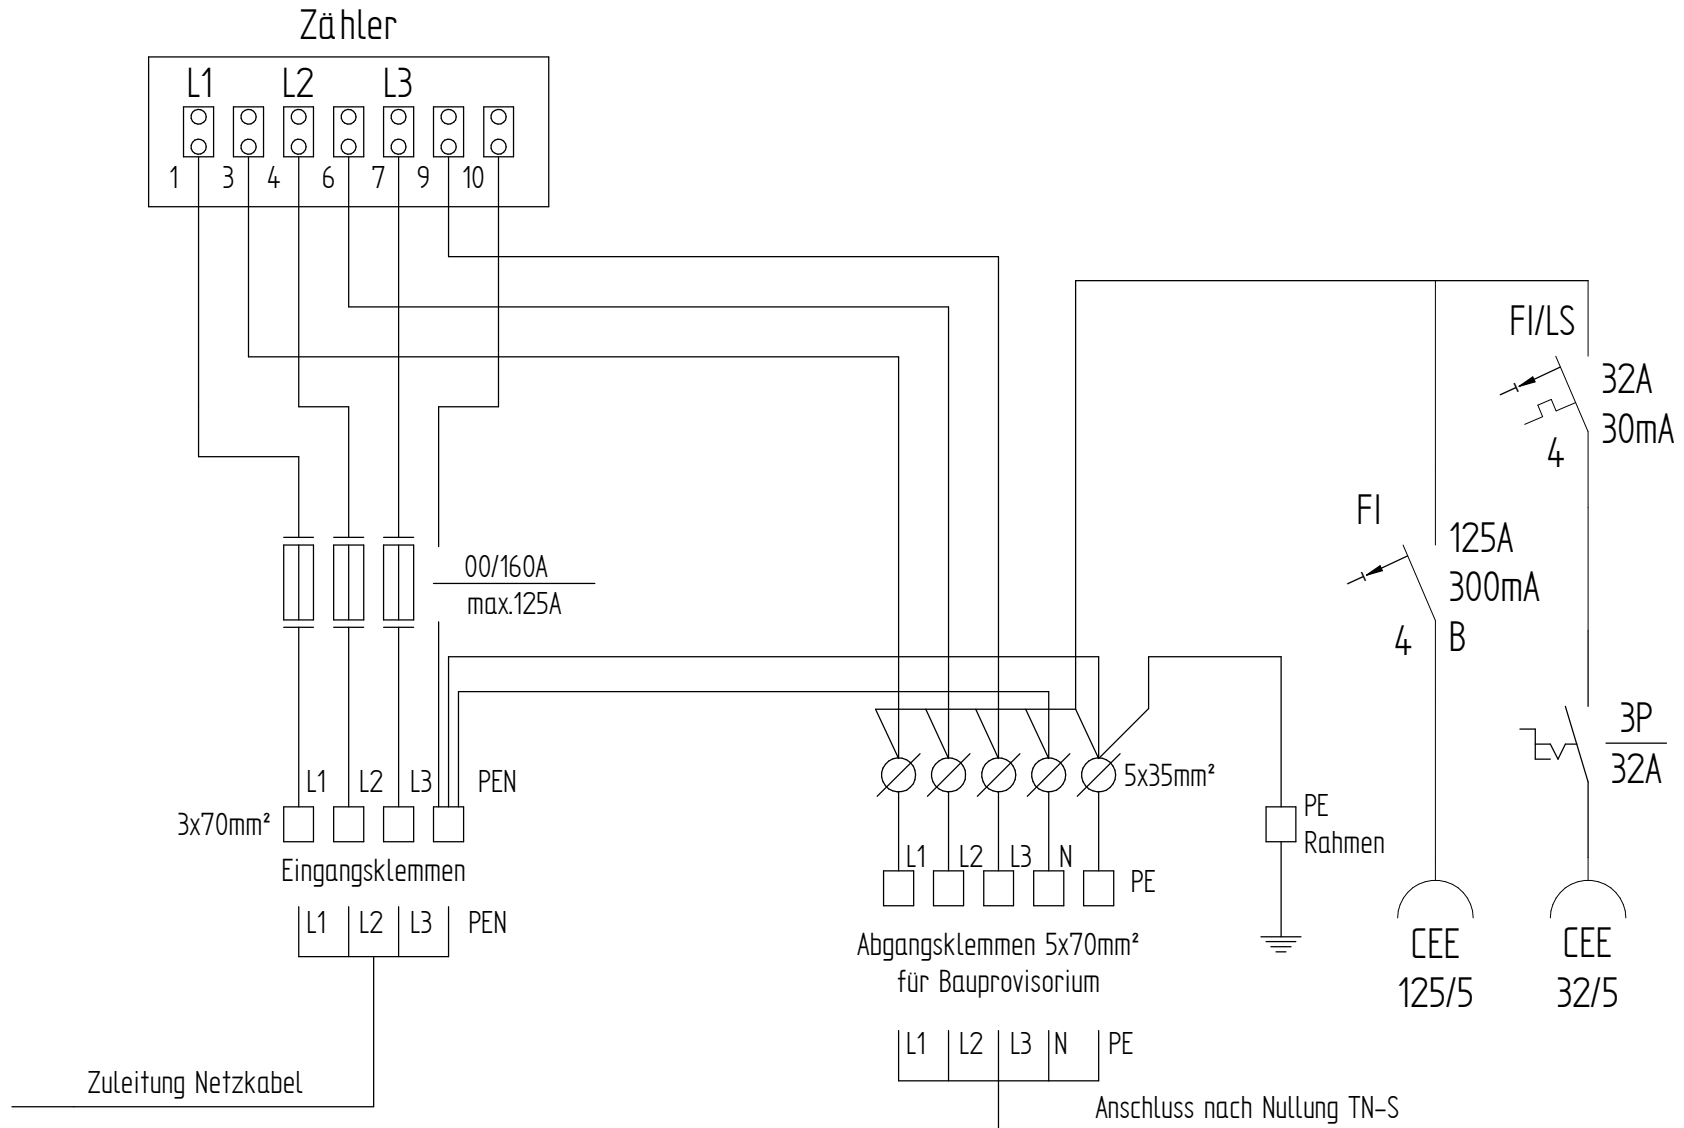 Zähler
L1 L2 L3
1 3 4 6 7 9 10
FI/LS
32A
30mA
4
FI
125A
300mA
4 B
00/160A
max.125A
3P
32A
L1 L2 L3 PEN
3x70mm²
Eingangsklemmen
L1 L2 L3 PEN
Zuleitung Netzkabel
5x35mm²
L1 L2 L3 N PE
Abgangsklemmen 5x70mm²
für Bauprovisorium
L1 L2 L3 N PE
Anschluss nach Nullung TN-S
PE
Rahmen
CEE
125/5
CEE
32/5